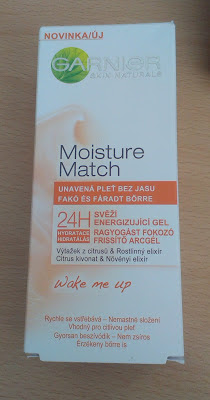 NOVINKA/ÚJ
GARNIER
SKIN NATURALS
Moisture
Match
UNAVENÁ PLEŤ BEZ JASU
FAKÓ ÉS FÁRADT BŐRRE
24H
HYDRATACE
HIDRATÁLÁS
SVĚŽÍ
ENERGIZUJÍCÍ GEL
RAGYOGÁST FOKOZÓ
FRISSÍTŐ ARCGÉL
Výtažek z citrusů & Rostlinný elixír
Citrus kivonat & Növényi elixír
Wake me up
Rychle se vstřebává – Nemastné složení
Vhodný pro citlivou pleť
Gyorsan beszívódik – Nem zsíros
Érzékeny bőrre is